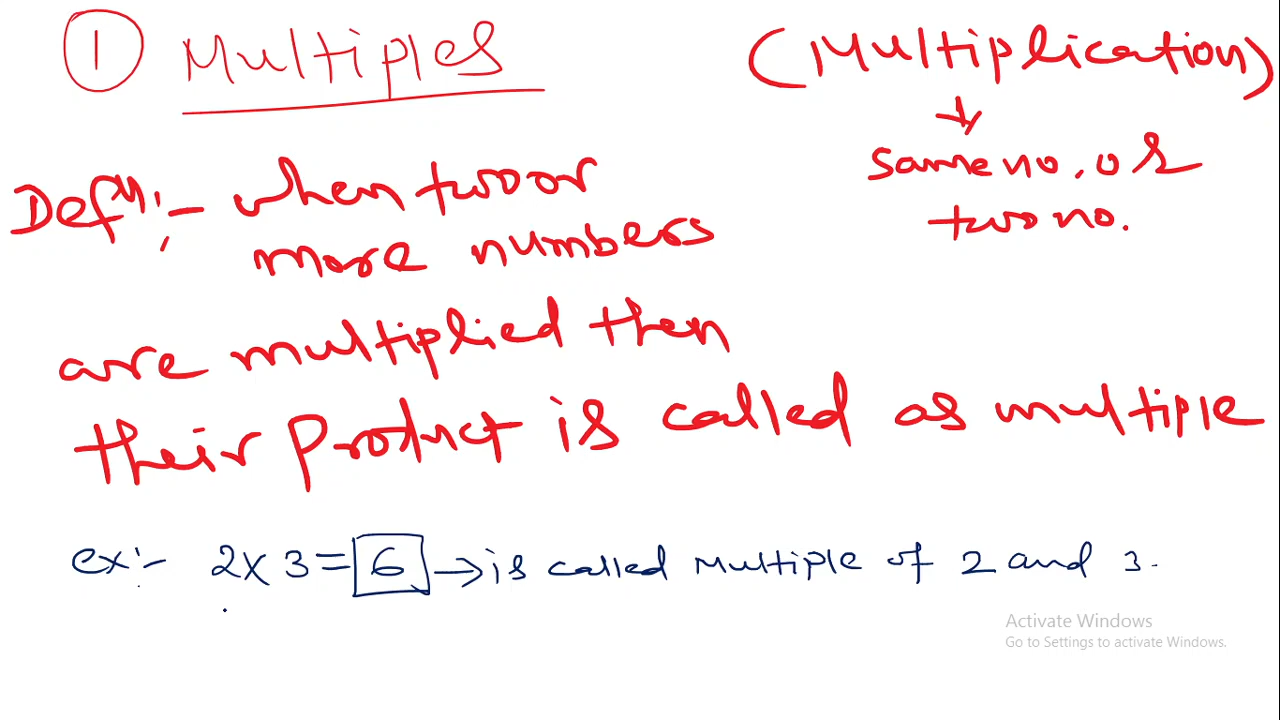 ① Multiples
(Multiplication)
↓
same no. or
two no.
Defn:- when two or
more numbers
are multiplied then
their product is called as multiple
ex:- 2 x 3 = 6 → is called Multiple of 2 and 3.
Activate Windows
Go to Settings to activate Windows.